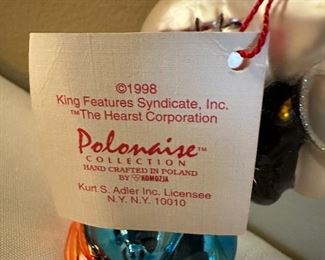 ©1998
King Features Syndicate, Inc.
™The Hearst Corporation
Polonaise™
COLLECTION
HAND CRAFTED IN POLAND
BY KOMOZJA
Kurt S. Adler Inc. Licensee
N.Y. N.Y. 10010